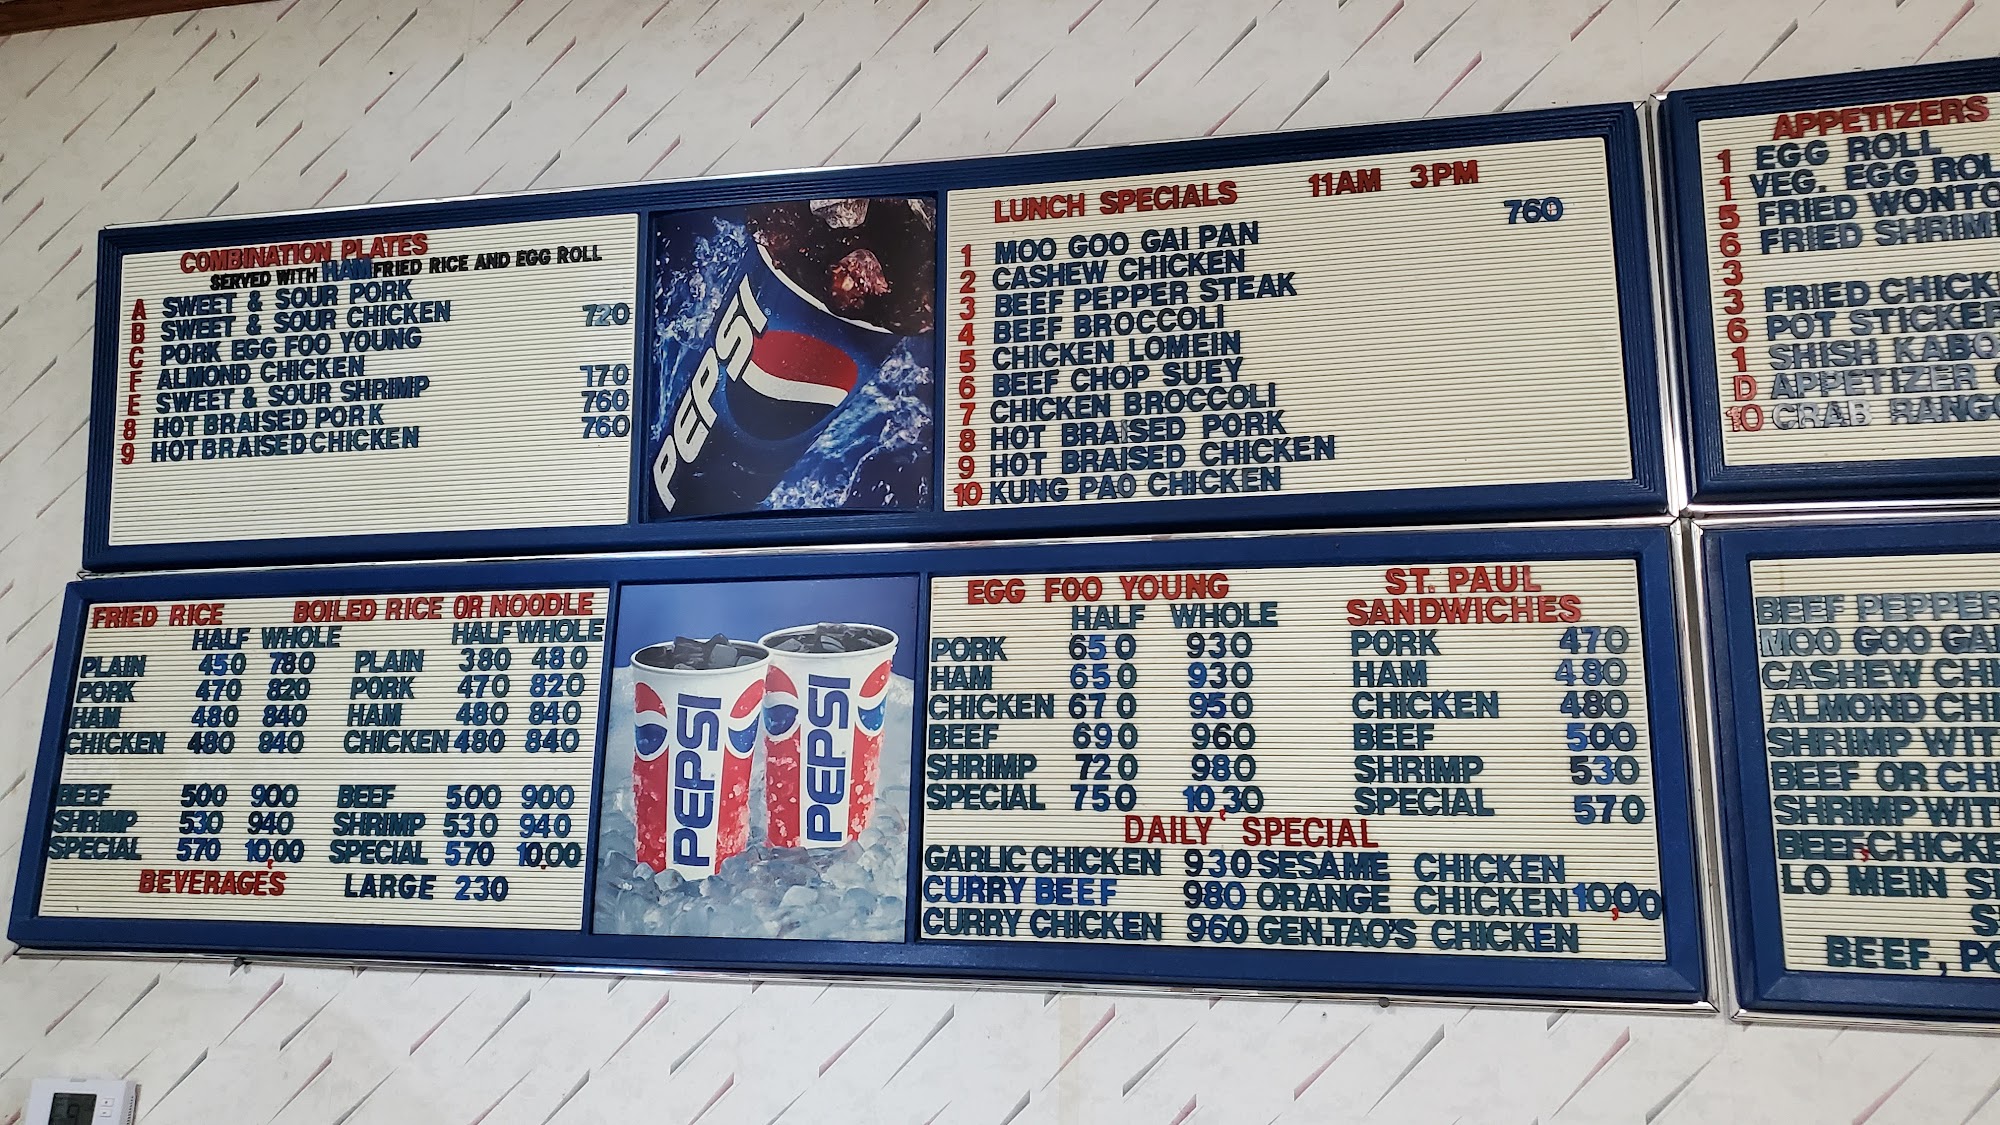 COMBINATION PLATES
SERVED WITH HAM FRIED RICE AND EGG ROLL
A SWEET & SOUR PORK
B SWEET & SOUR CHICKEN 720
C PORK EGG FOO YOUNG
F ALMOND CHICKEN 770
E SWEET & SOUR SHRIMP 760
8 HOT BRAISED PORK 760
9 HOT BRAISED CHICKEN
PEPSI
LUNCH SPECIALS 11AM 3PM
760
1 MOO GOO GAI PAN
2 CASHEW CHICKEN
3 BEEF PEPPER STEAK
4 BEEF BROCCOLI
5 CHICKEN LOMEIN
6 BEEF CHOP SUEY
7 CHICKEN BROCCOLI
8 HOT BRAISED PORK
9 HOT BRAISED CHICKEN
10 KUNG PAO CHICKEN
APPETIZERS
1 EGG ROLL
1 VEG. EGG ROL
5 FRIED WONTO
6 FRIED SHRIM
3
3 FRIED CHICK
6 POT STICKER
1 SHISH KABO
D APPETIZER
10 CRAB RANG
FRIED RICE BOILED RICE OR NOODLE
HALF WHOLE HALF WHOLE
PLAIN 450 780 PLAIN 380 480
PORK 470 820 PORK 470 820
HAM 480 840 HAM 480 840
CHICKEN 480 840 CHICKEN 480 840
BEEF 500 900 BEEF 500 900
SHRIMP 530 940 SHRIMP 530 940
SPECIAL 570 10,00 SPECIAL 570 10,00
BEVERAGES LARGE 230
PEPSI PEPSI
EGG FOO YOUNG
HALF WHOLE
PORK 650 930
HAM 650 930
CHICKEN 670 950
BEEF 690 960
SHRIMP 720 980
SPECIAL 750 10,30
ST. PAUL
SANDWICHES
PORK 470
HAM 480
CHICKEN 480
BEEF 500
SHRIMP 530
SPECIAL 570
DAILY SPECIAL
GARLIC CHICKEN 930 SESAME CHICKEN
CURRY BEEF 980 ORANGE CHICKEN 10,00
CURRY CHICKEN 960 GEN.TAO'S CHICKEN
BEEF PEPPER
MOO GOO GA
CASHEW CHI
ALMOND CHI
SHRIMP WIT
BEEF OR CH
SHRIMP WIT
BEEF,CHICKE
LO MEIN S
S
BEEF, PO